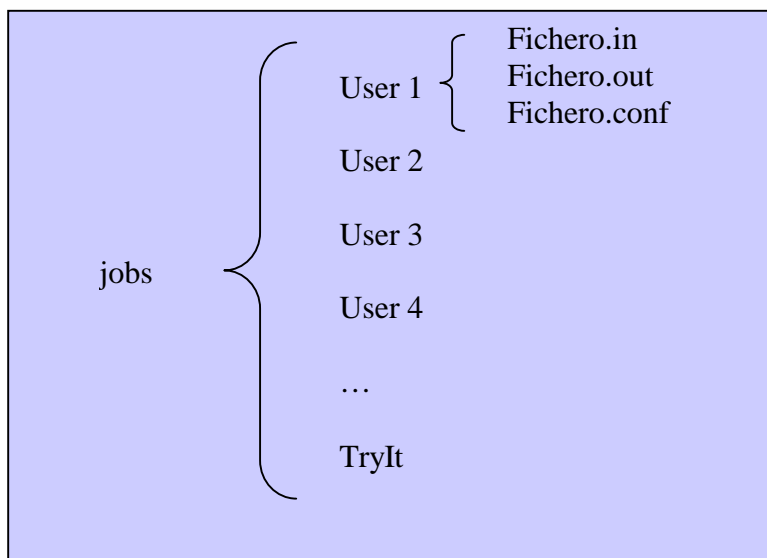 Fichero.in
User 1
Fichero.out
Fichero.conf
User 2
User 3
jobs
User 4
…
TryIt